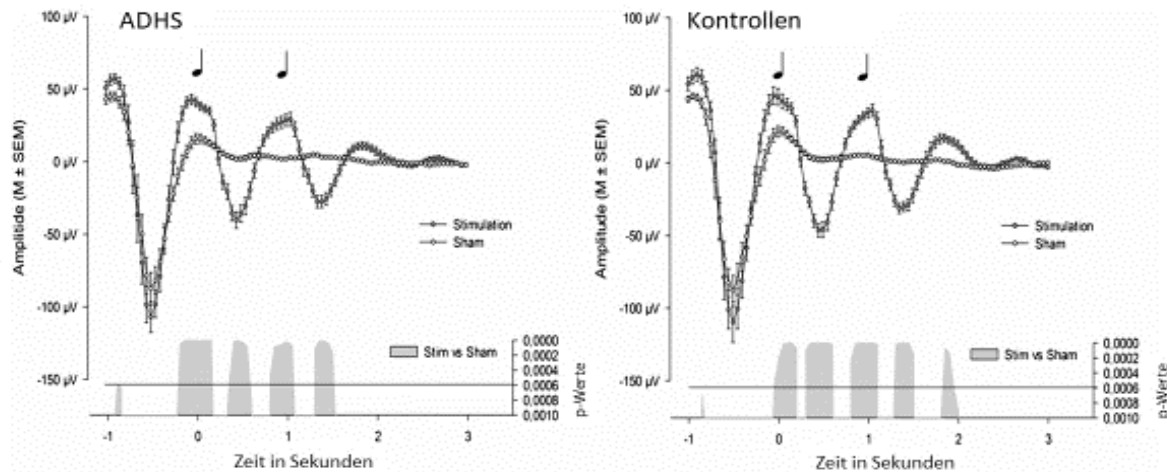 ADHS
100 µV
50 µV
0 µV
-50 µV
-100 µV
-150 µV
Amplitide (M ± SEM)
Stimulation
Sham
Stim vs Sham
0,0000
0,0002
0,0004
0,0006
0,0008
0,0010
p-Werte
-1 0 1 2 3
Zeit in Sekunden
Kontrollen
100 µV
50 µV
0 µV
-50 µV
-100 µV
-150 µV
Amplitude (M ± SEM)
Stimulation
Sham
Stim vs Sham
0,0000
0,0002
0,0004
0,0006
0,0008
0,0010
p-Werte
-1 0 1 2 3
Zeit in Sekunden